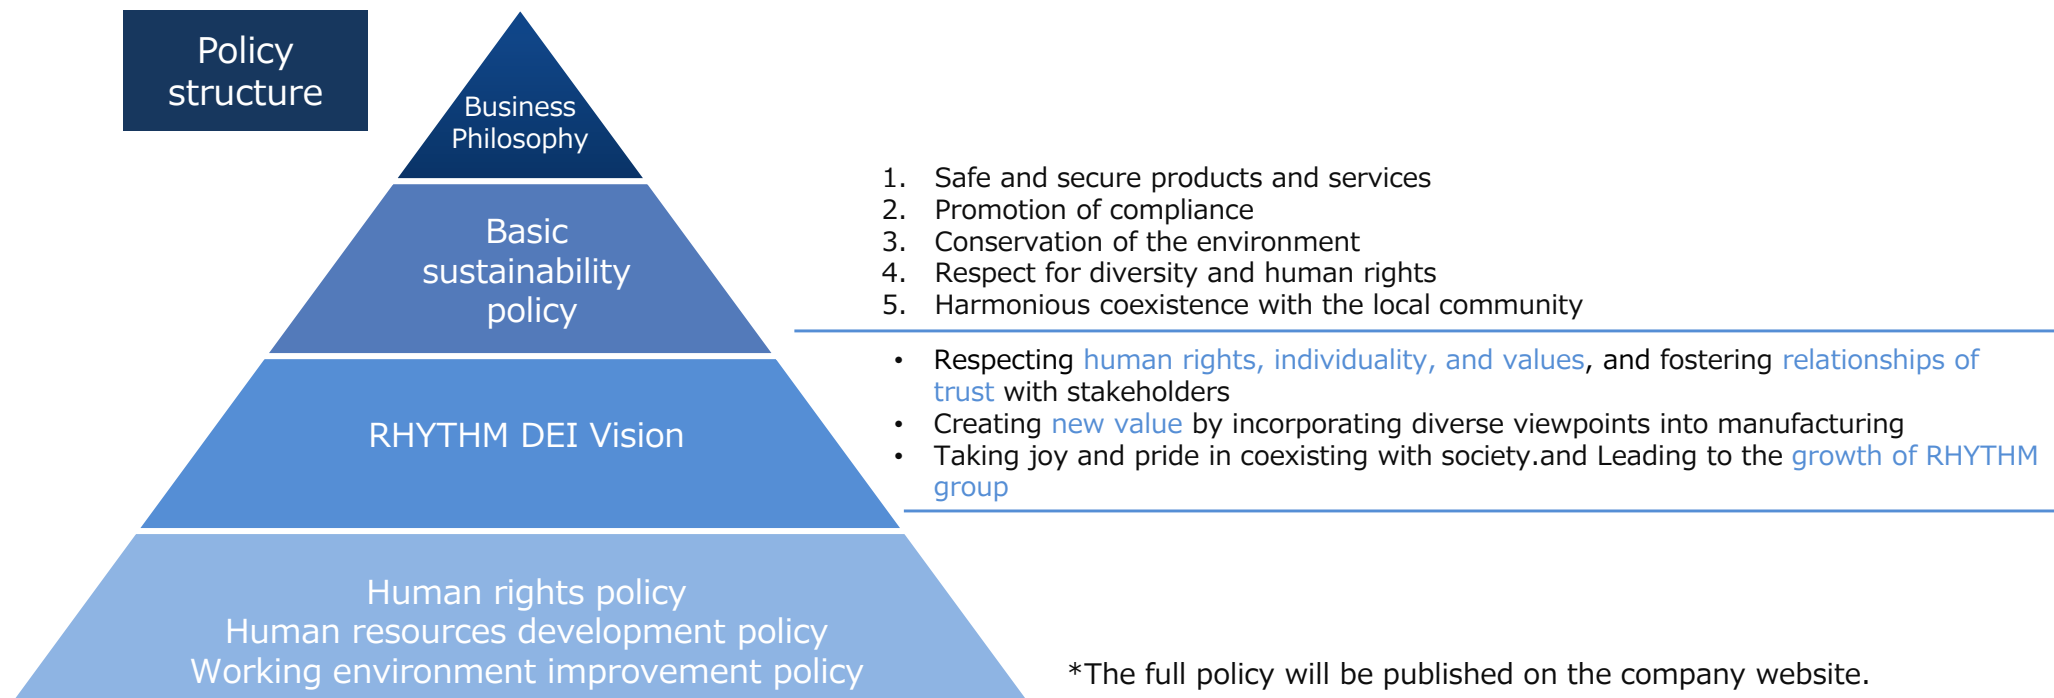 Policy
structure
Business
Philosophy
Basic
sustainability
policy
1. Safe and secure products and services
2. Promotion of compliance
3. Conservation of the environment
4. Respect for diversity and human rights
5. Harmonious coexistence with the local community
RHYTHM DEI Vision
• Respecting human rights, individuality, and values, and fostering relationships of
trust with stakeholders
• Creating new value by incorporating diverse viewpoints into manufacturing
• Taking joy and pride in coexisting with society.and Leading to the growth of RHYTHM
group
Human rights policy
Human resources development policy
Working environment improvement policy
*The full policy will be published on the company website.